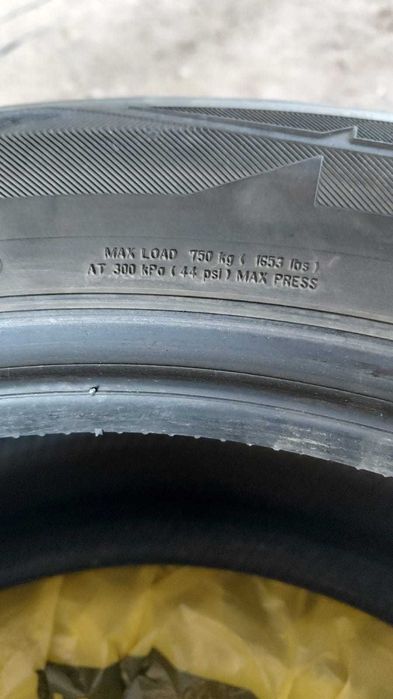 MAX LOAD 750 kg ( 1653 lbs )
AT 300 kPa ( 44 psi ) MAX PRESS